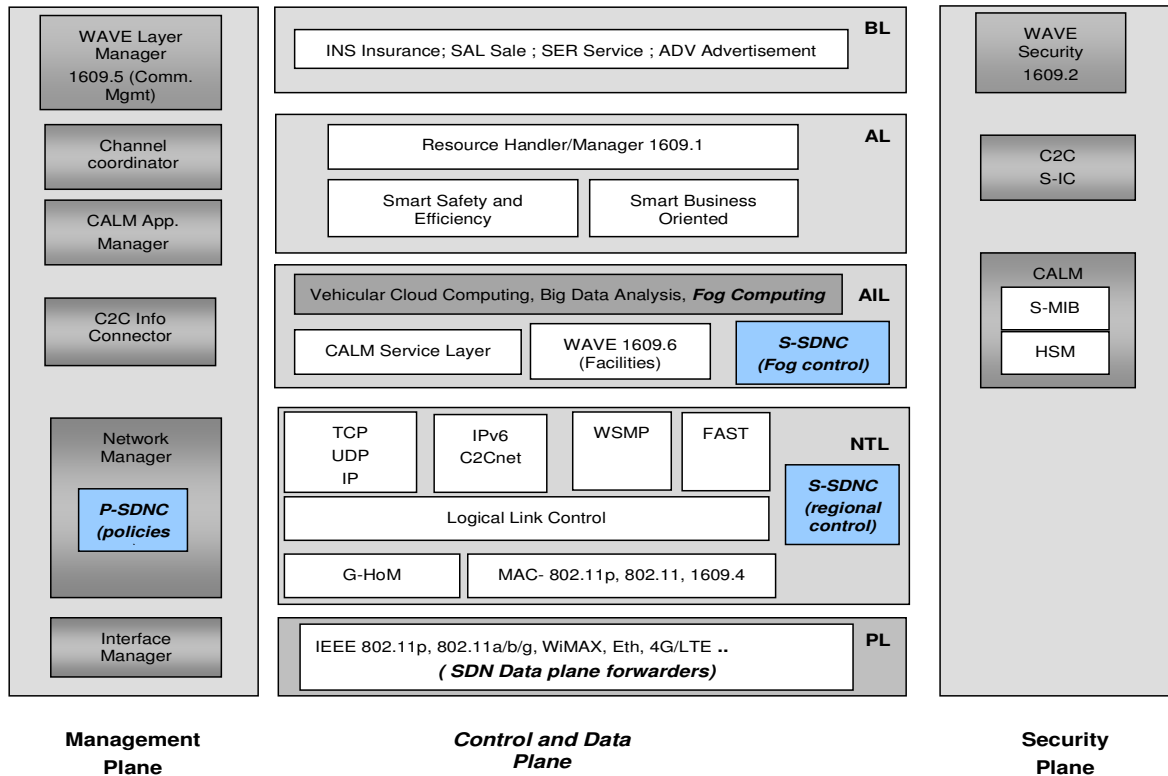 WAVE Layer
Manager
1609.5 (Comm.
Mgmt)
Channel
coordinator
CALM App.
Manager
C2C Info
Connector
Network
Manager
P-SDNC
(policies
Interface
Manager
Management
Plane
BL
INS Insurance; SAL Sale ; SER Service ; ADV Advertisement
AL
Resource Handler/Manager 1609.1
Smart Safety and
Efficiency
Smart Business
Oriented
Vehicular Cloud Computing, Big Data Analysis, Fog Computing
AIL
CALM Service Layer
WAVE 1609.6
(Facilities)
S-SDNC
(Fog control)
TCP
UDP
IP
IPv6
C2Cnet
WSMP
FAST
NTL
S-SDNC
(regional
control)
Logical Link Control
G-HoM
MAC- 802.11p, 802.11, 1609.4
PL
IEEE 802.11p, 802.11a/b/g, WiMAX, Eth, 4G/LTE ..
( SDN Data plane forwarders)
Control and Data
Plane
WAVE
Security
1609.2
C2C
S-IC
CALM
S-MIB
HSM
Security
Plane